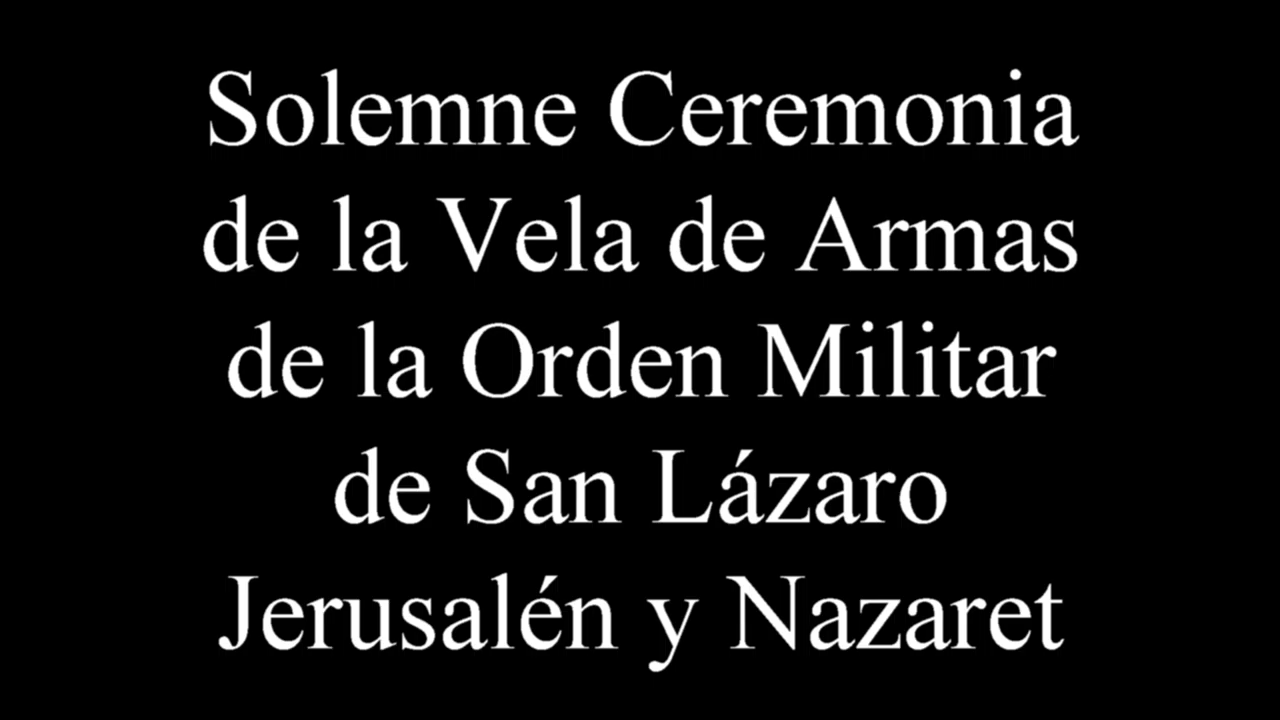 Solemne Ceremonia
de la Vela de Armas
de la Orden Militar
de San Lázaro
Jerusalén y Nazaret